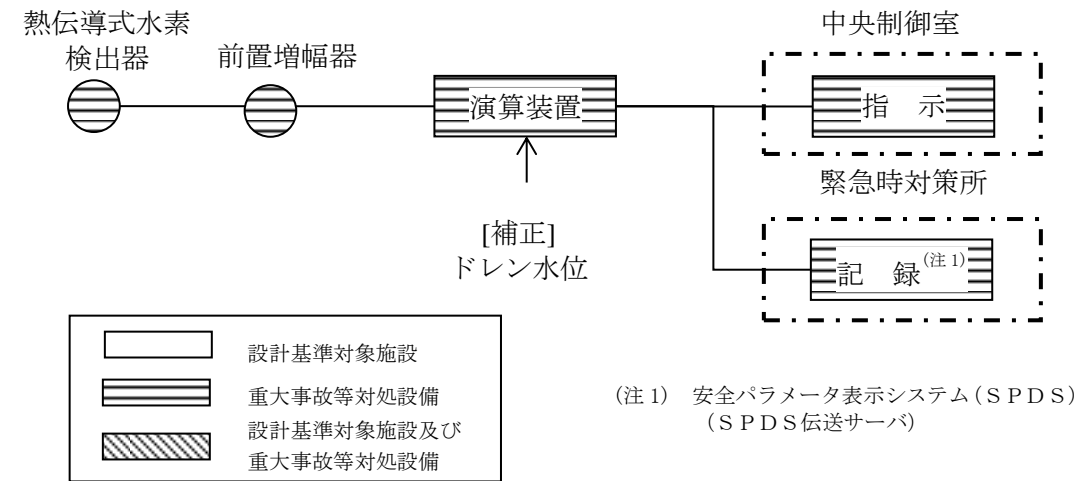 熱伝導式水素
検出器
前置増幅器
演算装置
[補正]
ドレン水位
中央制御室
指　示
緊急時対策所
記　録(注1)
設計基準対象施設
重大事故等対処設備
設計基準対象施設及び
重大事故等対処設備
(注1)　安全パラメータ表示システム(ＳＰＤＳ)
(ＳＰＤＳ伝送サーバ)